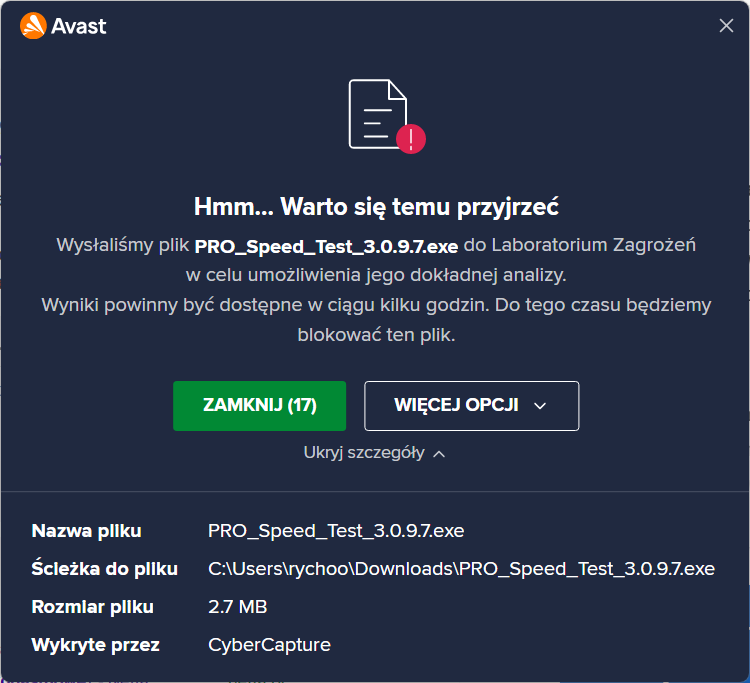 Avast
Hmm... Warto się temu przyjrzeć
Wysłaliśmy plik PRO_Speed_Test_3.0.9.7.exe do Laboratorium Zagrożeń
w celu umożliwienia jego dokładnej analizy.
Wyniki powinny być dostępne w ciągu kilku godzin. Do tego czasu będziemy
blokować ten plik.
ZAMKNIJ (17)
WIĘCEJ OPCJI
Ukryj szczegóły
Nazwa pliku PRO_Speed_Test_3.0.9.7.exe
Ścieżka do pliku C:\Users\rychoo\Downloads\PRO_Speed_Test_3.0.9.7.exe
Rozmiar pliku 2.7 MB
Wykryte przez CyberCapture